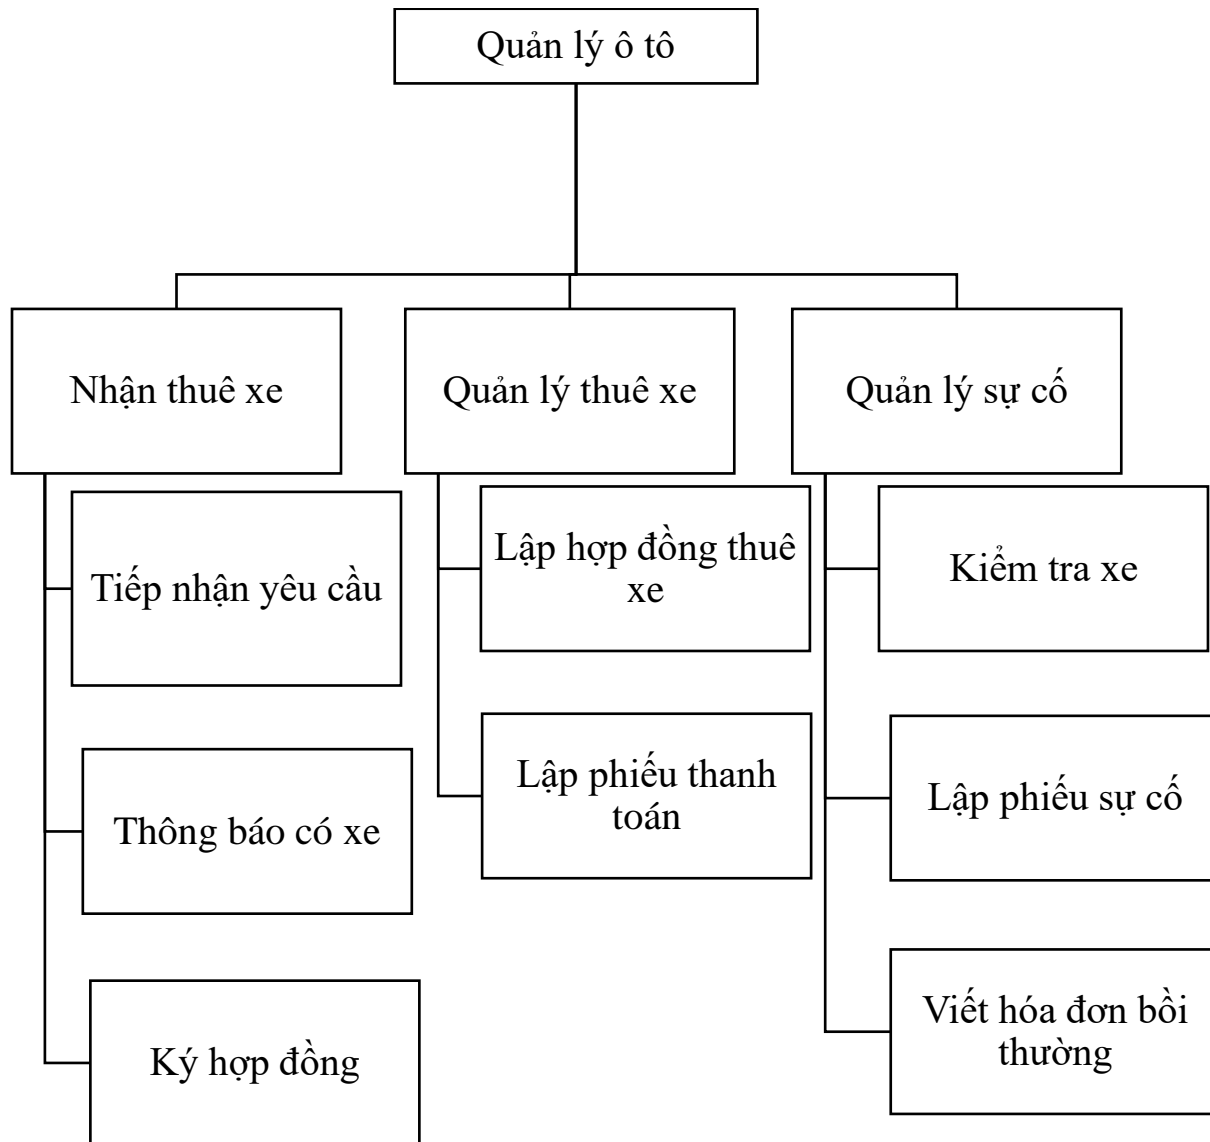 Quản lý ô tô
Nhận thuê xe
Quản lý thuê xe
Quản lý sự cố
Tiếp nhận yêu cầu
Lập hợp đồng thuê
xe
Kiểm tra xe
Thông báo có xe
Lập phiếu thanh
toán
Lập phiếu sự cố
Ký hợp đồng
Viết hóa đơn bồi
thường